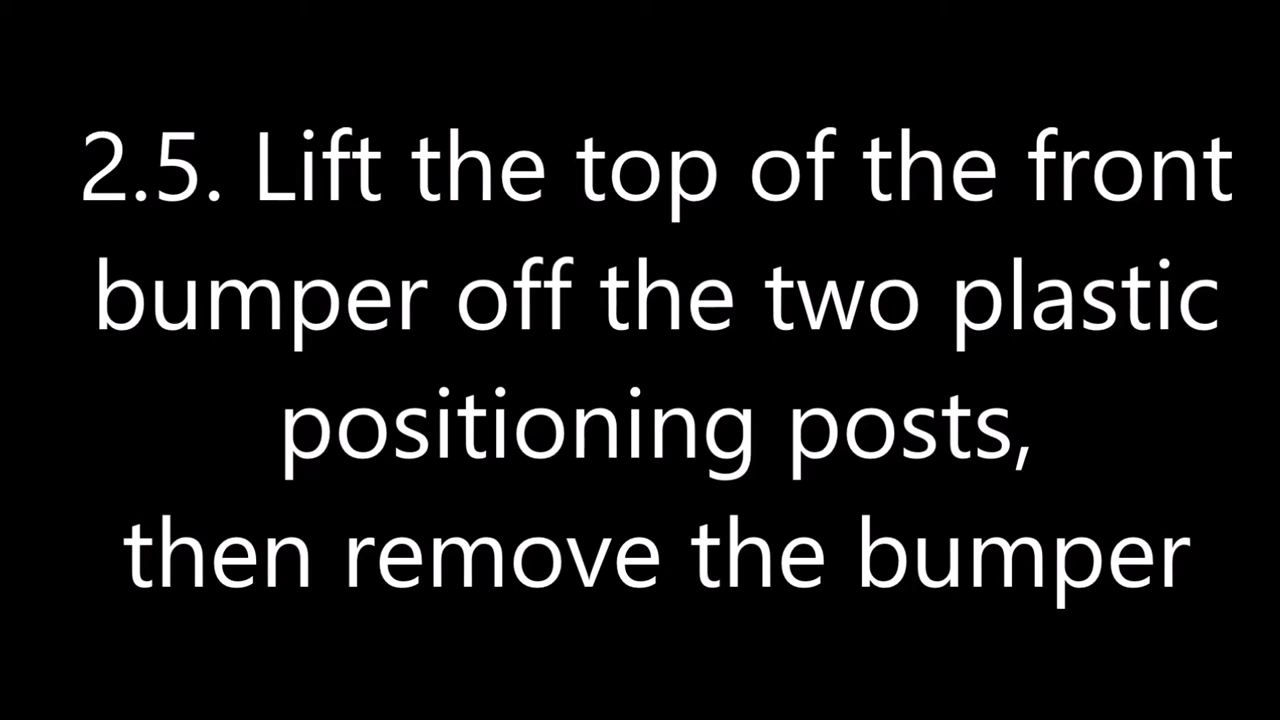 2.5. Lift the top of the front
bumper off the two plastic
positioning posts,
then remove the bumper